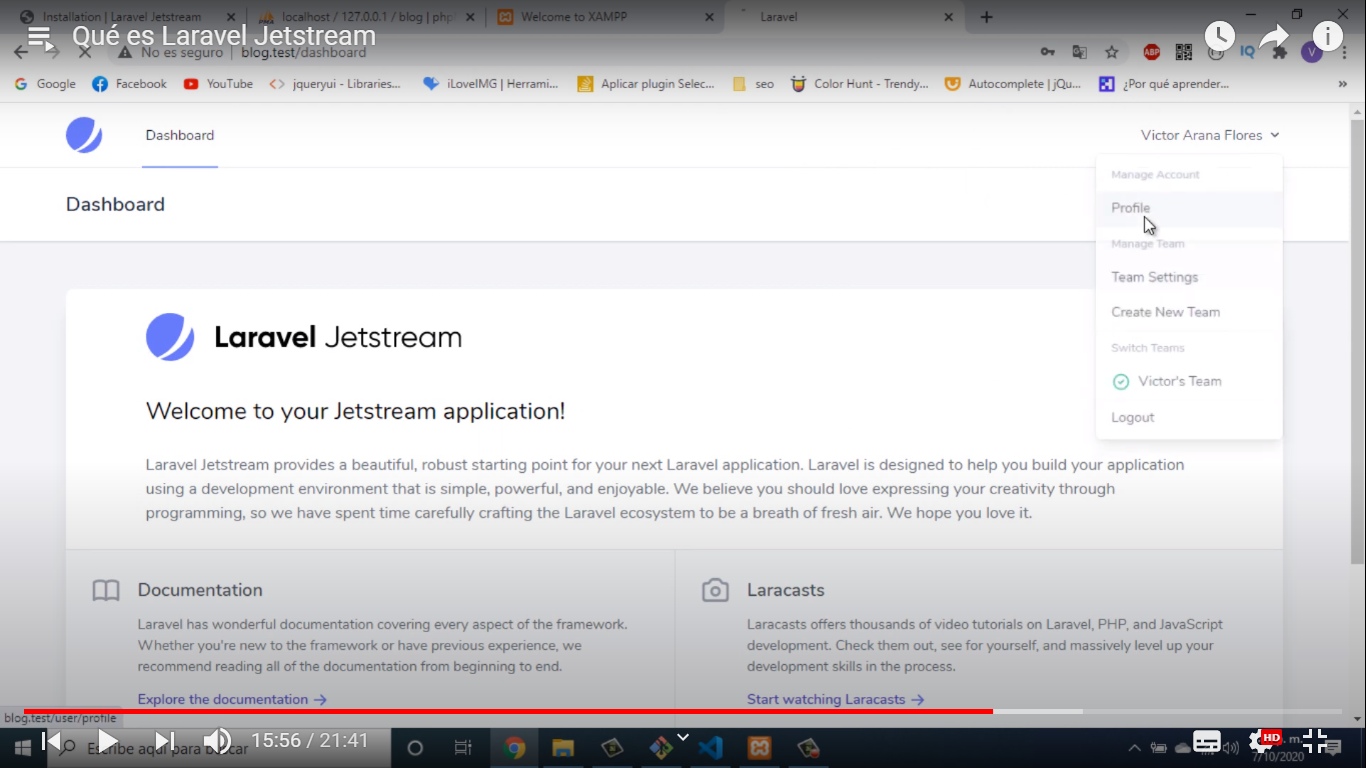 Installation | Laravel Jetstream
localhost / 127.0.0.1 / blog | php
Welcome to XAMPP
Laravel
Qué es Laravel Jetstream
No es seguro | blog.test/dashboard
ABP
IQ
V
Google
Facebook
YouTube
jqueryui - Libraries...
iLoveIMG | Herrami...
Aplicar plugin Selec...
seo
Color Hunt - Trendy...
Autocomplete | jQu...
¿Por qué aprender...
»
Dashboard
Victor Arana Flores
Dashboard
Manage Account
Profile
Manage Team
Team Settings
Create New Team
Switch Teams
Victor's Team
Logout
Laravel Jetstream
Welcome to your Jetstream application!
Laravel Jetstream provides a beautiful, robust starting point for your next Laravel application. Laravel is designed to help you build your application
using a development environment that is simple, powerful, and enjoyable. We believe you should love expressing your creativity through
programming, so we have spent time carefully crafting the Laravel ecosystem to be a breath of fresh air. We hope you love it.
Documentation
Laravel has wonderful documentation covering every aspect of the framework.
Whether you're new to the framework or have previous experience, we
recommend reading all of the documentation from beginning to end.
Explore the documentation →
Laracasts
Laracasts offers thousands of video tutorials on Laravel, PHP, and JavaScript
development. Check them out, see for yourself, and massively level up your
development skills in the process.
Start watching Laracasts →
blog.test/user/profile
Escribe aquí para buscar
15:56 / 21:41
HD
. m.
7/10/2020